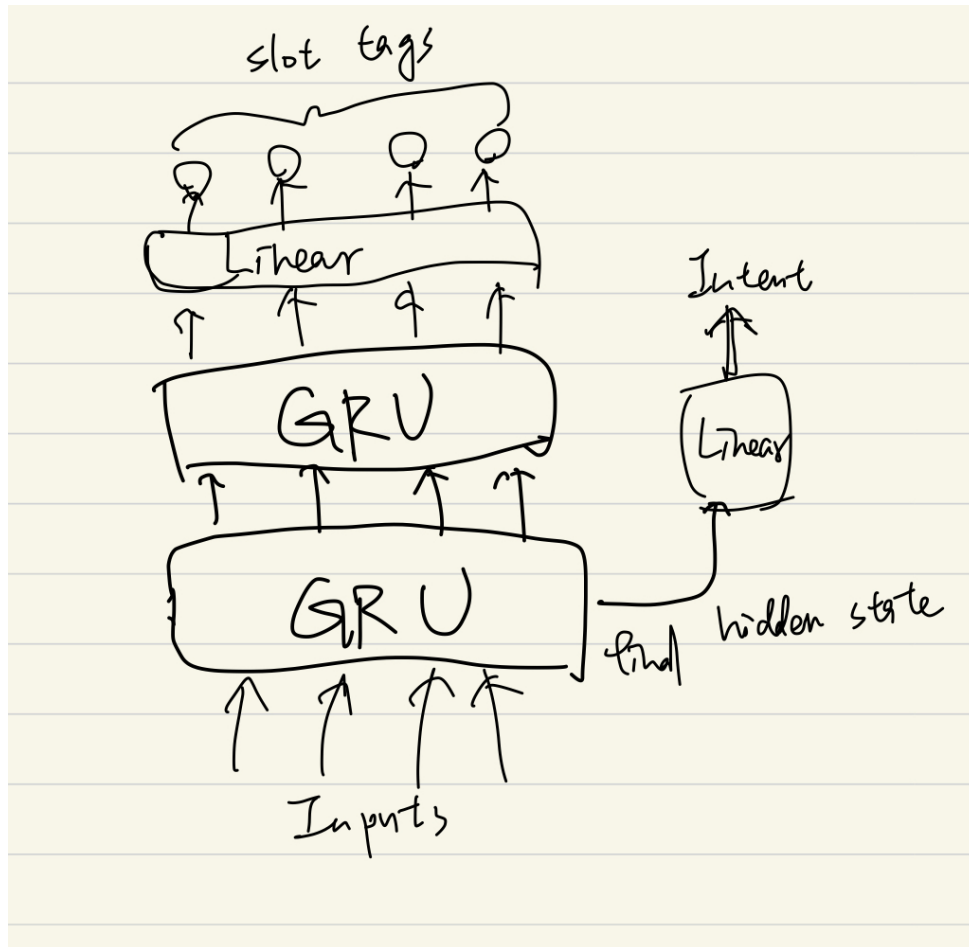 slot tags
Linear
Intent
GRU
Linear
GRU
final hidden state
Inputs